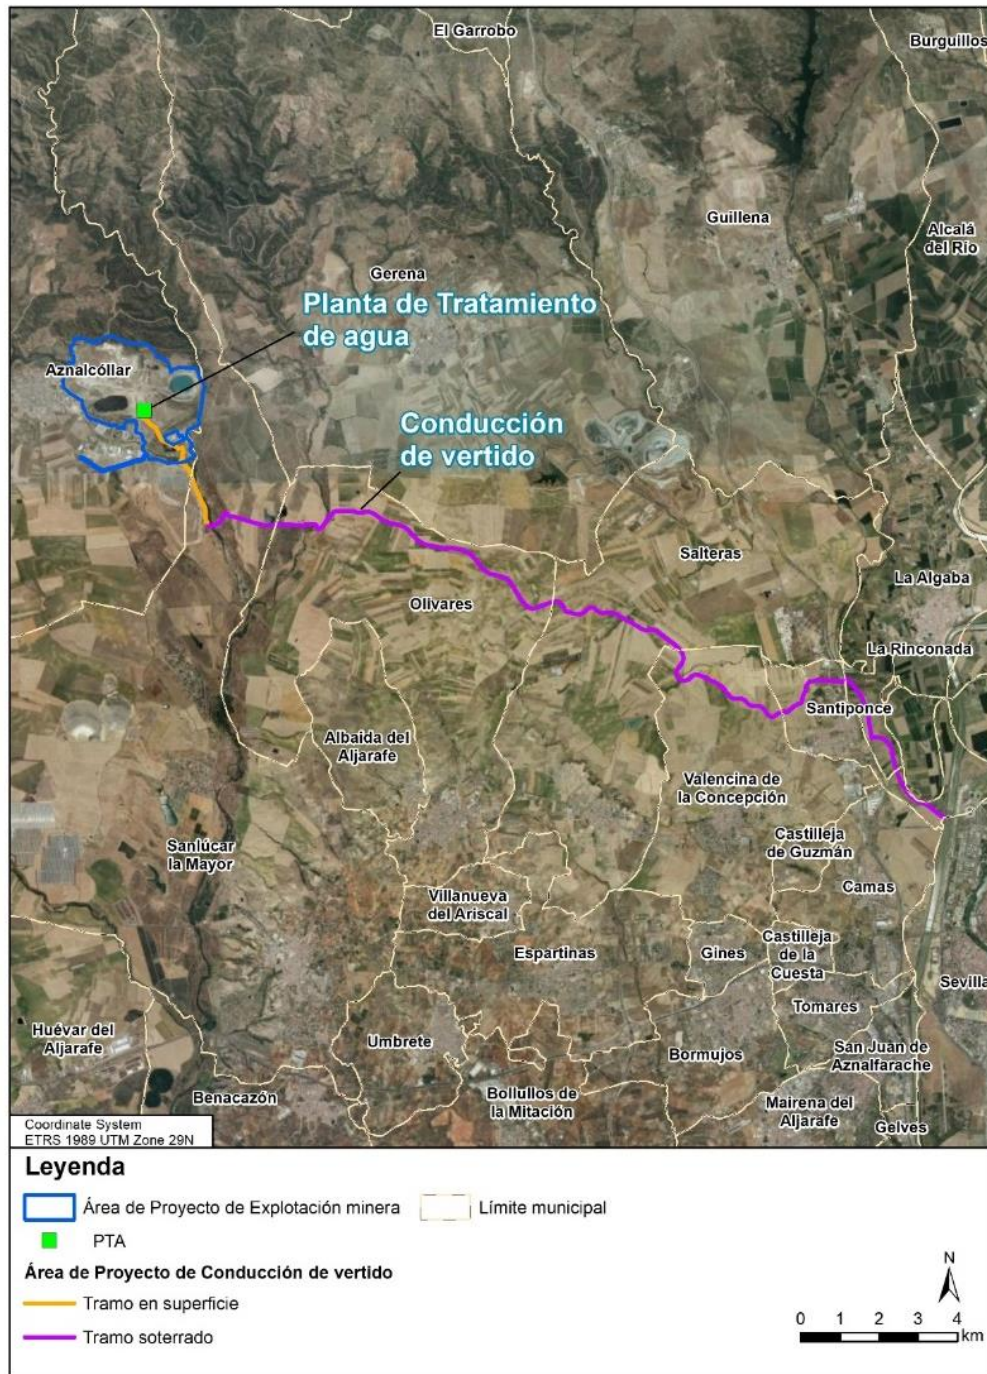 El Garrobo
Burguillos
Guillena
Alcalá
del Río
Gerena
Planta de Tratamiento
de agua
Aznalcóllar
Conducción
de vertido
Salteras
La Algaba
Olivares
La Rinconada
Santiponce
Albaida del
Aljarafe
Valencina de
la Concepción
Sanlúcar
la Mayor
Castilleja
de Guzmán
Camas
Villanueva
del Ariscal
Espartinas
Gines
Castilleja
de la
Cuesta
Sevilla
Tomares
Huévar del
Aljarafe
Umbrete
Bormujos
San Juan de
Aznalfarache
Benacazón
Bollullos de
la Mitación
Mairena del
Aljarafe
Gelves
Coordinate System
ETRS 1989 UTM Zone 29N
Leyenda
Área de Proyecto de Explotación minera
Límite municipal
PTA
Área de Proyecto de Conducción de vertido
Tramo en superficie
Tramo soterrado
N
0 1 2 3 4
km